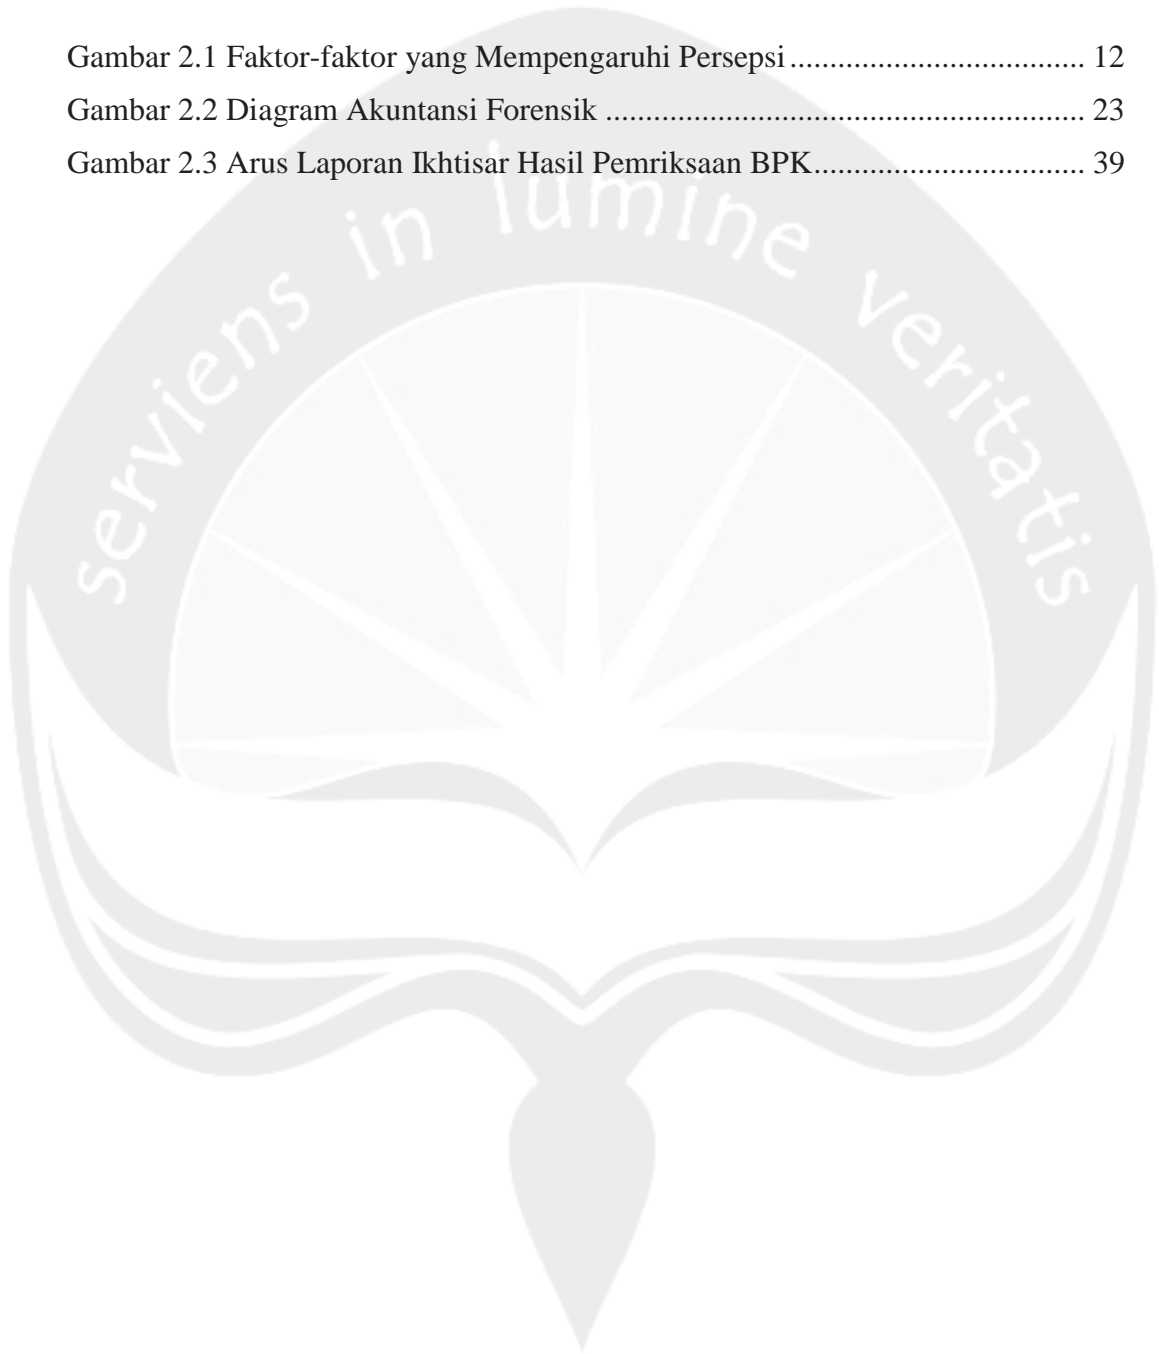 Gambar 2.1 Faktor-faktor yang Mempengaruhi Persepsi.................................... 12
Gambar 2.2 Diagram Akuntansi Forensik ........................................................... 23
Gambar 2.3 Arus Laporan Ikhtisar Hasil Pemriksaan BPK.................................. 39
serviens in lumine veritatis